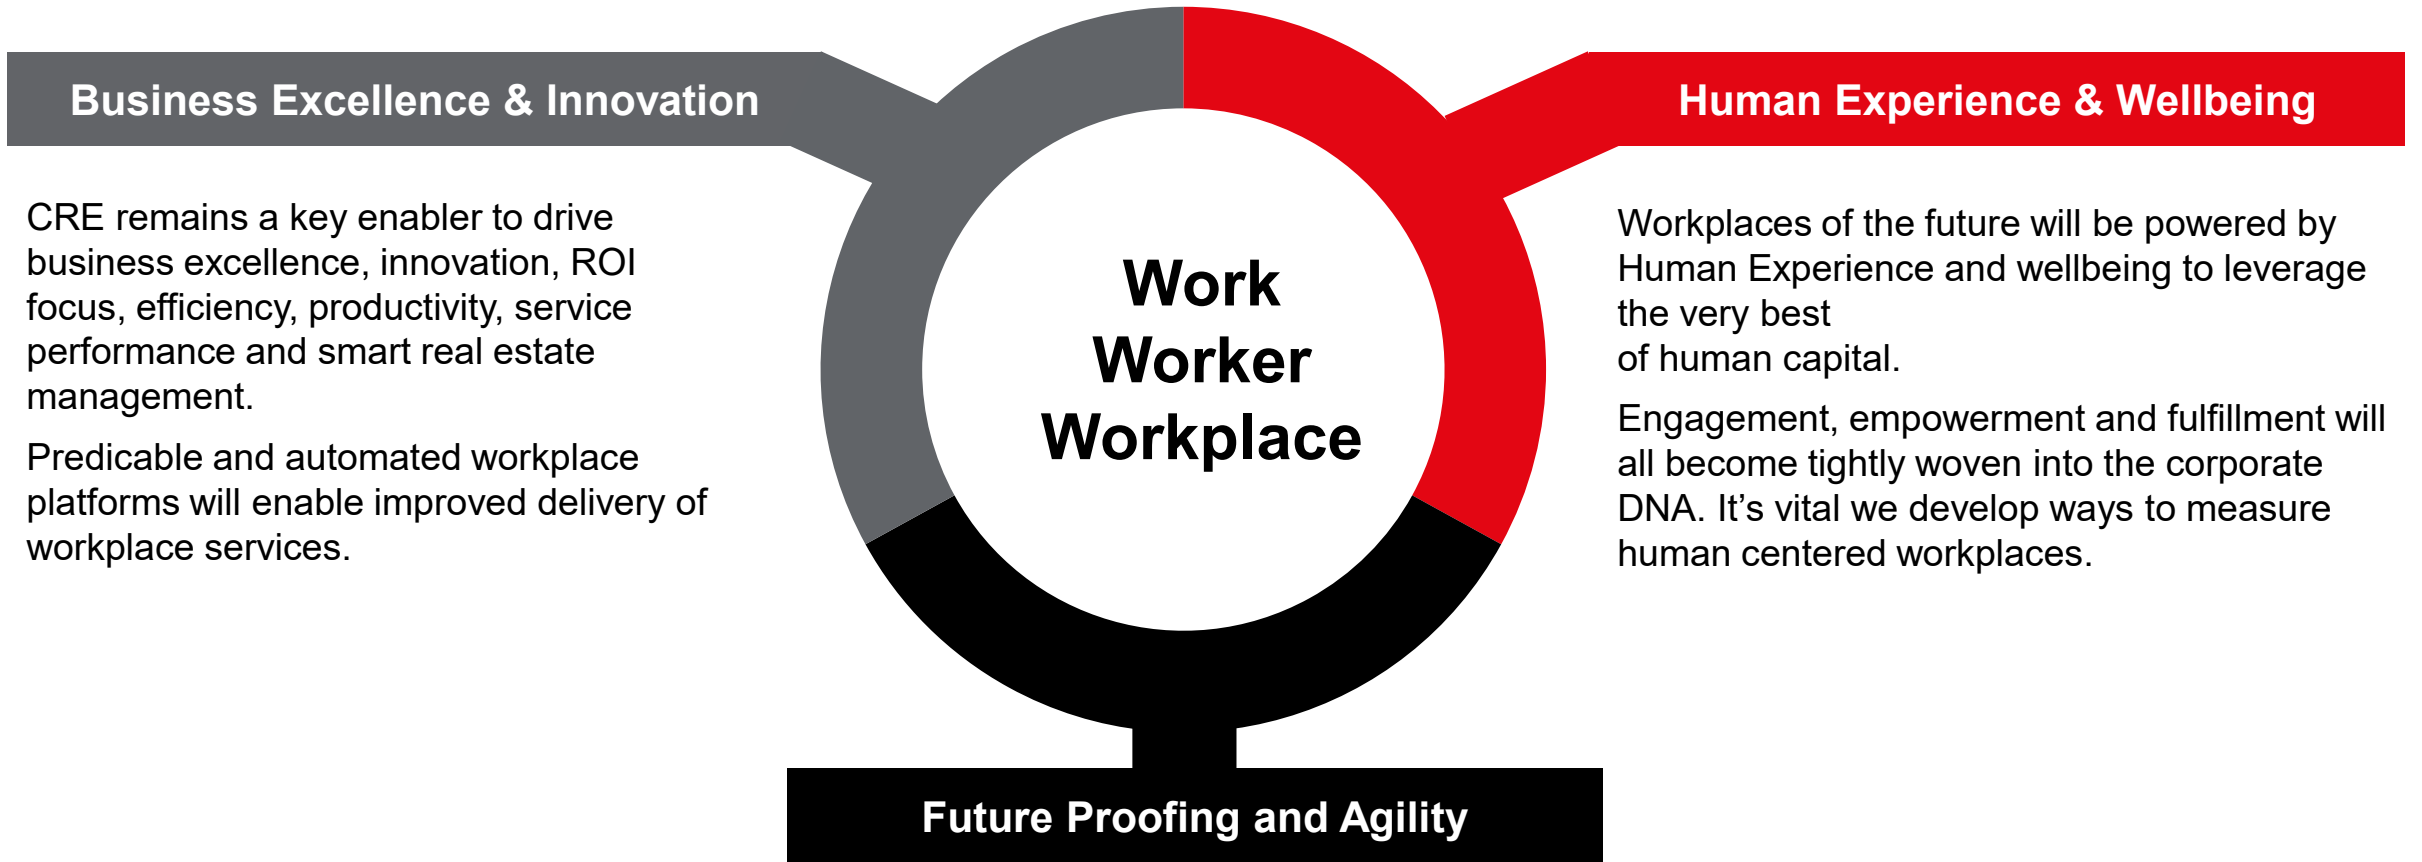 Business Excellence & Innovation
CRE remains a key enabler to drive
business excellence, innovation, ROI
focus, efficiency, productivity, service
performance and smart real estate
management.
Predicable and automated workplace
platforms will enable improved delivery of
workplace services.
Work
Worker
Workplace
Human Experience & Wellbeing
Workplaces of the future will be powered by
Human Experience and wellbeing to leverage
the very best
of human capital.
Engagement, empowerment and fulfillment will
all become tightly woven into the corporate
DNA. It’s vital we develop ways to measure
human centered workplaces.
Future Proofing and Agility